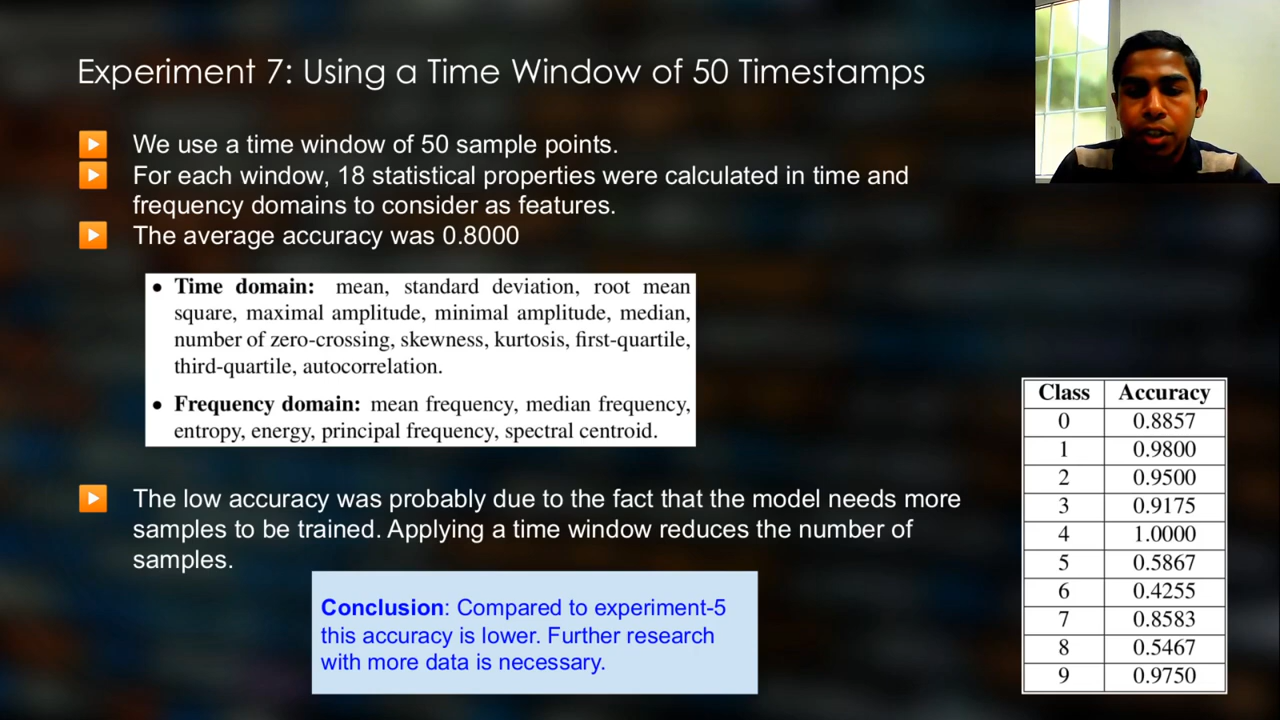 Experiment 7: Using a Time Window of 50 Timestamps
We use a time window of 50 sample points.
For each window, 18 statistical properties were calculated in time and
frequency domains to consider as features.
The average accuracy was 0.8000
• Time domain: mean, standard deviation, root mean
square, maximal amplitude, minimal amplitude, median,
number of zero-crossing, skewness, kurtosis, first-quartile,
third-quartile, autocorrelation.
• Frequency domain: mean frequency, median frequency,
entropy, energy, principal frequency, spectral centroid.
The low accuracy was probably due to the fact that the model needs more
samples to be trained. Applying a time window reduces the number of
samples.
Conclusion: Compared to experiment-5
this accuracy is lower. Further research
with more data is necessary.
Class Accuracy
0 0.8857
1 0.9800
2 0.9500
3 0.9175
4 1.0000
5 0.5867
6 0.4255
7 0.8583
8 0.5467
9 0.9750